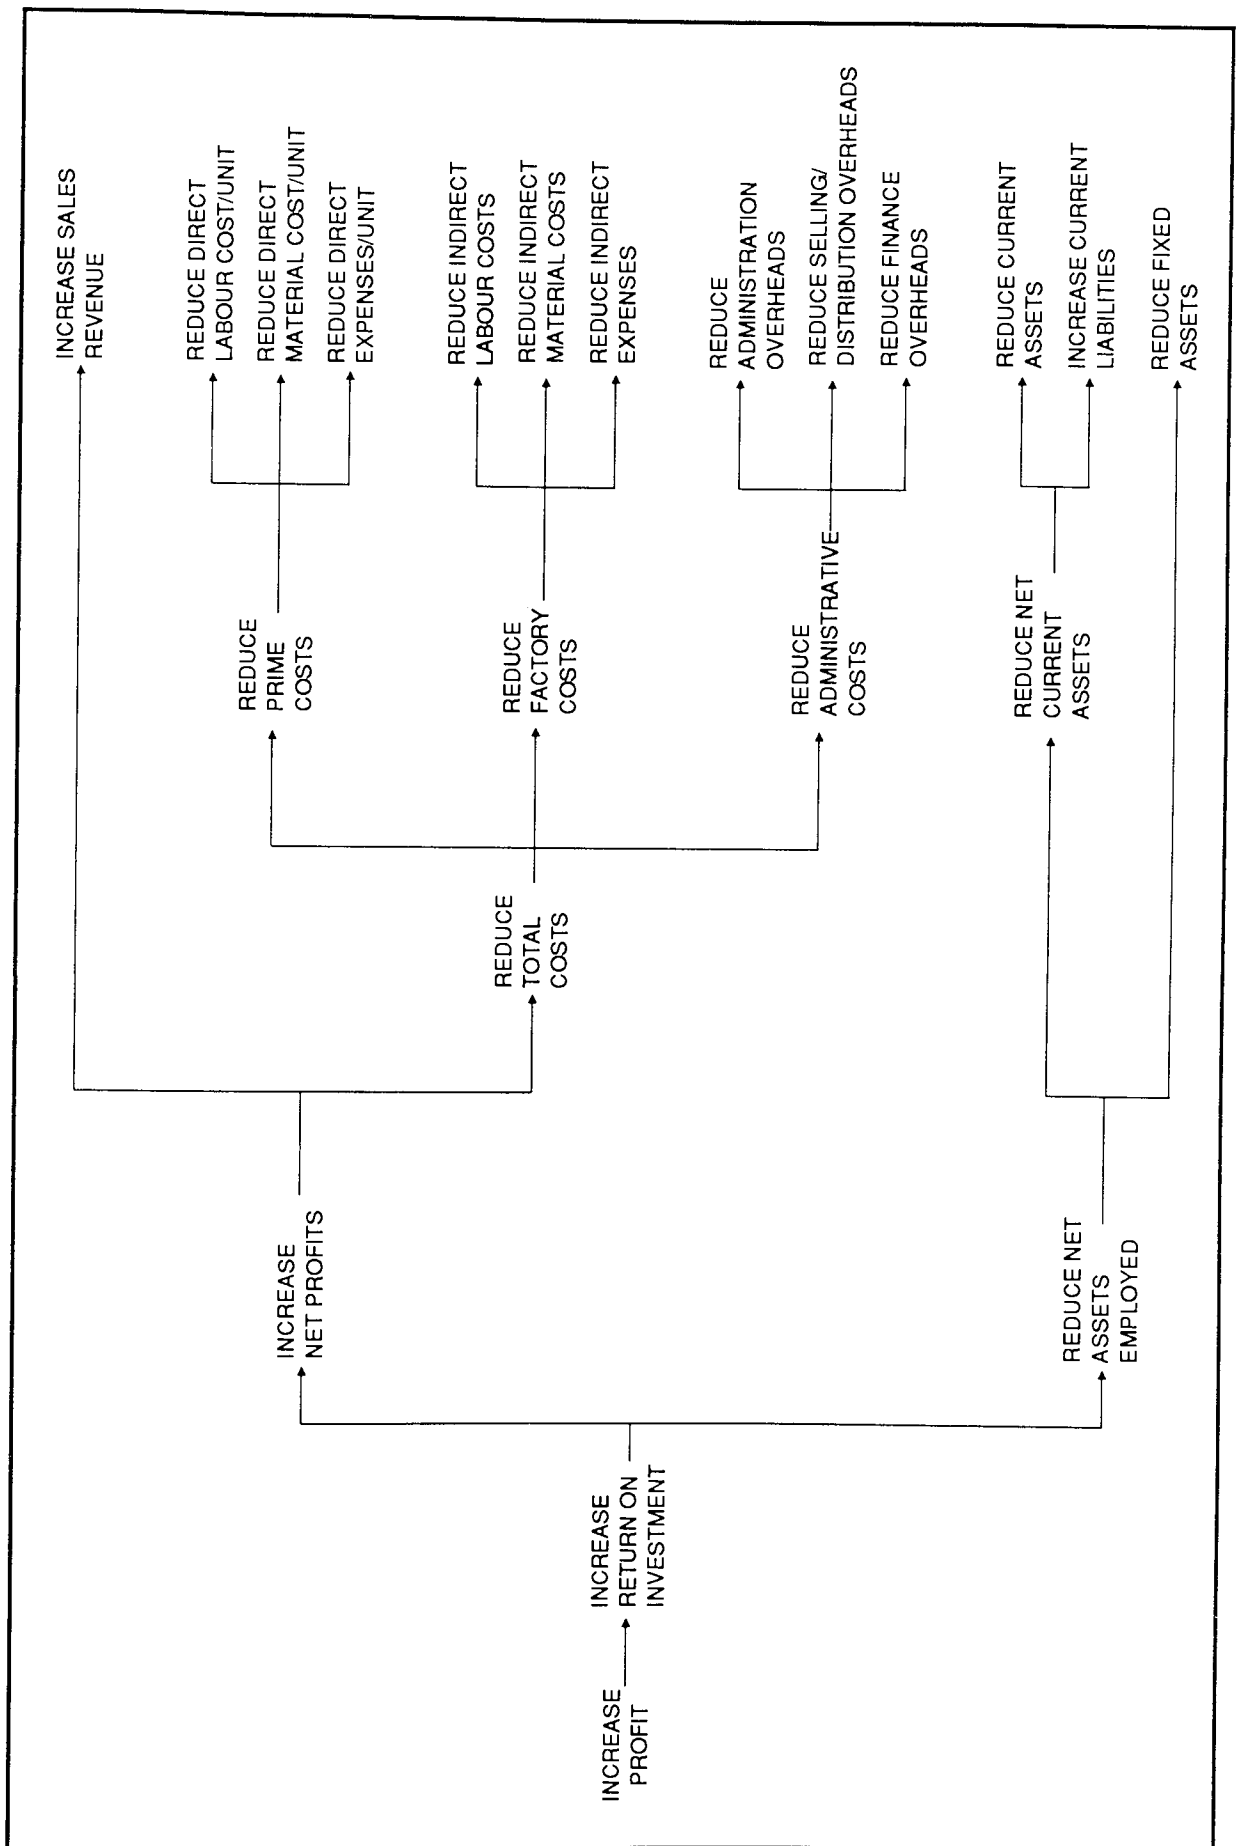 INCREASE
PROFIT
INCREASE
RETURN ON
INVESTMENT
INCREASE
NET PROFITS
REDUCE NET
ASSETS
EMPLOYED
INCREASE SALES
REVENUE
REDUCE
TOTAL
COSTS
REDUCE
PRIME
COSTS
REDUCE DIRECT
LABOUR COST/UNIT
REDUCE DIRECT
MATERIAL COST/UNIT
REDUCE DIRECT
EXPENSES/UNIT
REDUCE
FACTORY
COSTS
REDUCE INDIRECT
LABOUR COSTS
REDUCE INDIRECT
MATERIAL COSTS
REDUCE INDIRECT
EXPENSES
REDUCE
ADMINISTRATIVE
COSTS
REDUCE
ADMINISTRATION
OVERHEADS
REDUCE SELLING/
DISTRIBUTION OVERHEADS
REDUCE FINANCE
OVERHEADS
REDUCE NET
CURRENT
ASSETS
REDUCE CURRENT
ASSETS
INCREASE CURRENT
LIABILITIES
REDUCE FIXED
ASSETS